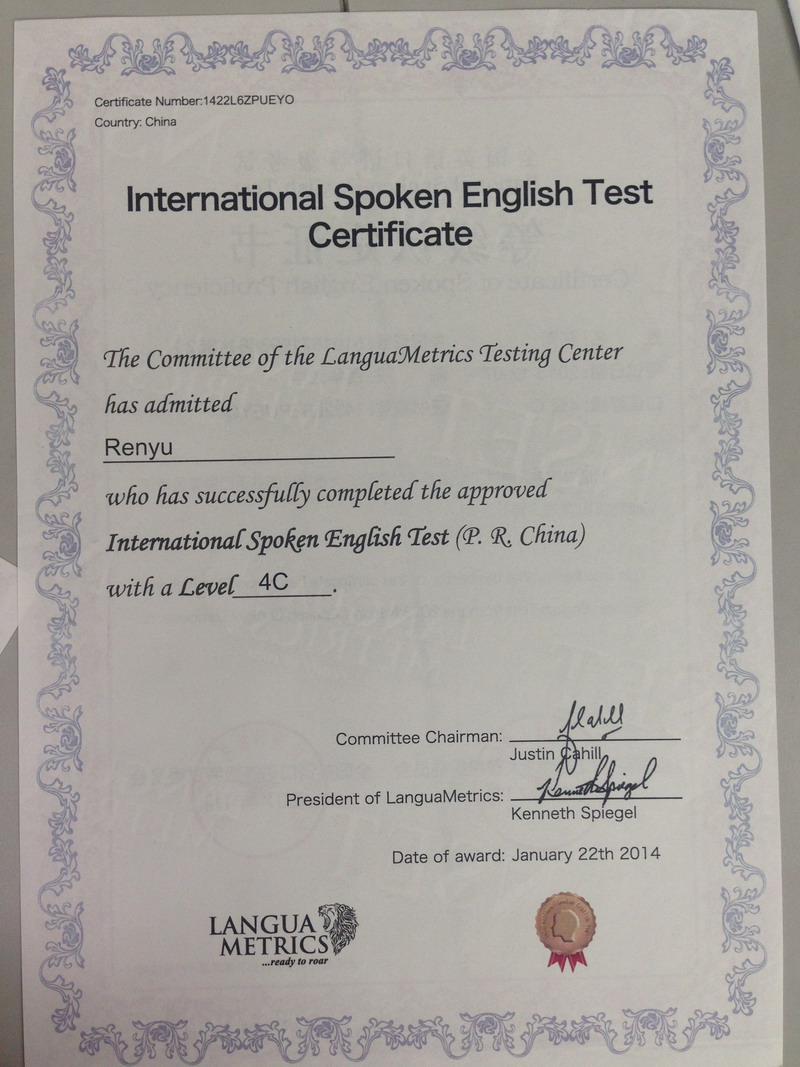 Certificate Number:1422L6ZPUEYO
Country: China
International Spoken English Test
Certificate
The Committee of the LanguaMetrics Testing Center
has admitted
Renyu
who has successfully completed the approved
International Spoken English Test (P. R. China)
with a Level 4C .
Committee Chairman:
Justin Cahill
President of LanguaMetrics:
Kenneth Spiegel
Kenneth Spiegel
Date of award: January 22th 2014
LANGUA
METRICS
...ready to roar